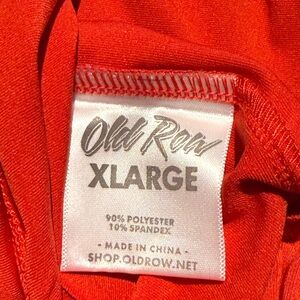 Old Row
XLARGE
90% POLYESTER
10% SPANDEX
- MADE IN CHINA -
SHOP.OLDROW.NET